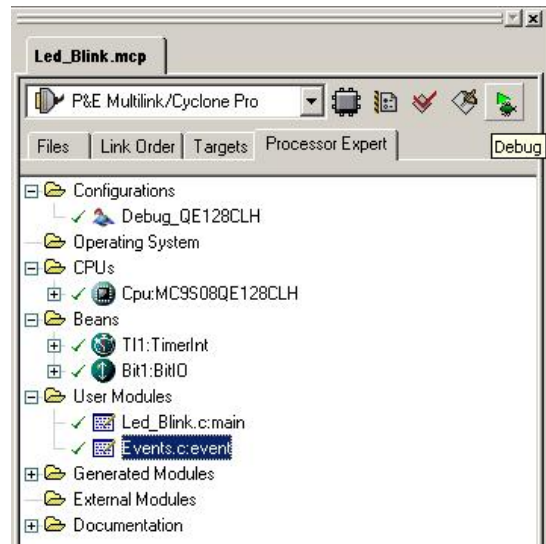 Led_Blink.mcp
P&E Multilink/Cyclone Pro
Files Link Order Targets Processor Expert Debug
Configurations
Debug_QE128CLH
Operating System
CPUs
Cpu:MC9S08QE128CLH
Beans
TI1:TimerInt
Bit1:BitIO
User Modules
Led_Blink.c:main
Events.c:event
Generated Modules
External Modules
Documentation